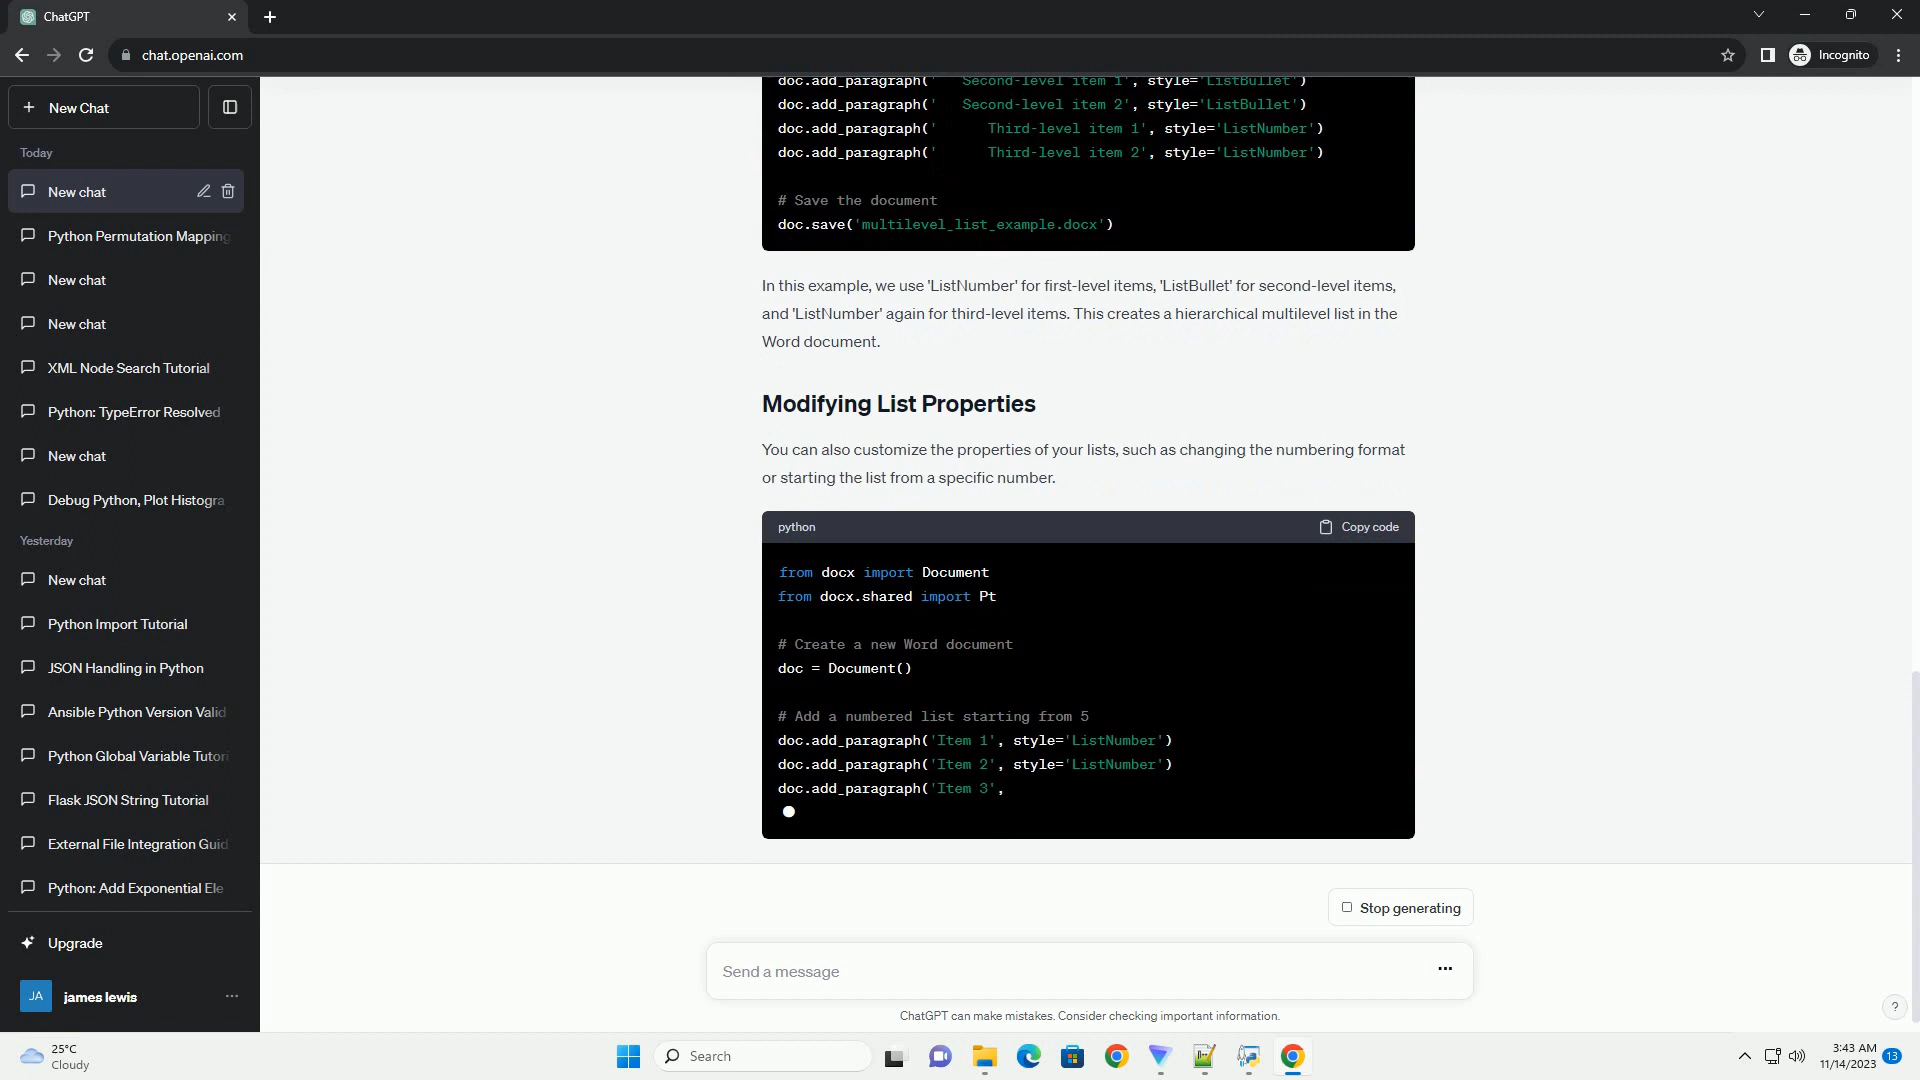 ChatGPT
chat.openai.com
Incognito
New Chat
Today
New chat
Python Permutation Mapping
New chat
New chat
XML Node Search Tutorial
Python: TypeError Resolved
New chat
Debug Python, Plot Histogra
Yesterday
New chat
Python Import Tutorial
JSON Handling in Python
Ansible Python Version Valid
Python Global Variable Tutori
Flask JSON String Tutorial
External File Integration Guid
Python: Add Exponential Ele
Upgrade
JA james lewis
doc.add_paragraph('   Second-level item 1', style='ListBullet')
doc.add_paragraph('   Second-level item 2', style='ListBullet')
doc.add_paragraph('      Third-level item 1', style='ListNumber')
doc.add_paragraph('      Third-level item 2', style='ListNumber')
# Save the document
doc.save('multilevel_list_example.docx')
In this example, we use 'ListNumber' for first-level items, 'ListBullet' for second-level items,
and 'ListNumber' again for third-level items. This creates a hierarchical multilevel list in the
Word document.
Modifying List Properties
You can also customize the properties of your lists, such as changing the numbering format
or starting the list from a specific number.
python Copy code
from docx import Document
from docx.shared import Pt
# Create a new Word document
doc = Document()
# Add a numbered list starting from 5
doc.add_paragraph('Item 1', style='ListNumber')
doc.add_paragraph('Item 2', style='ListNumber')
doc.add_paragraph('Item 3',
Stop generating
Send a message
ChatGPT can make mistakes. Consider checking important information.
?
25°C
Cloudy
Search
3:43 AM
11/14/2023
13